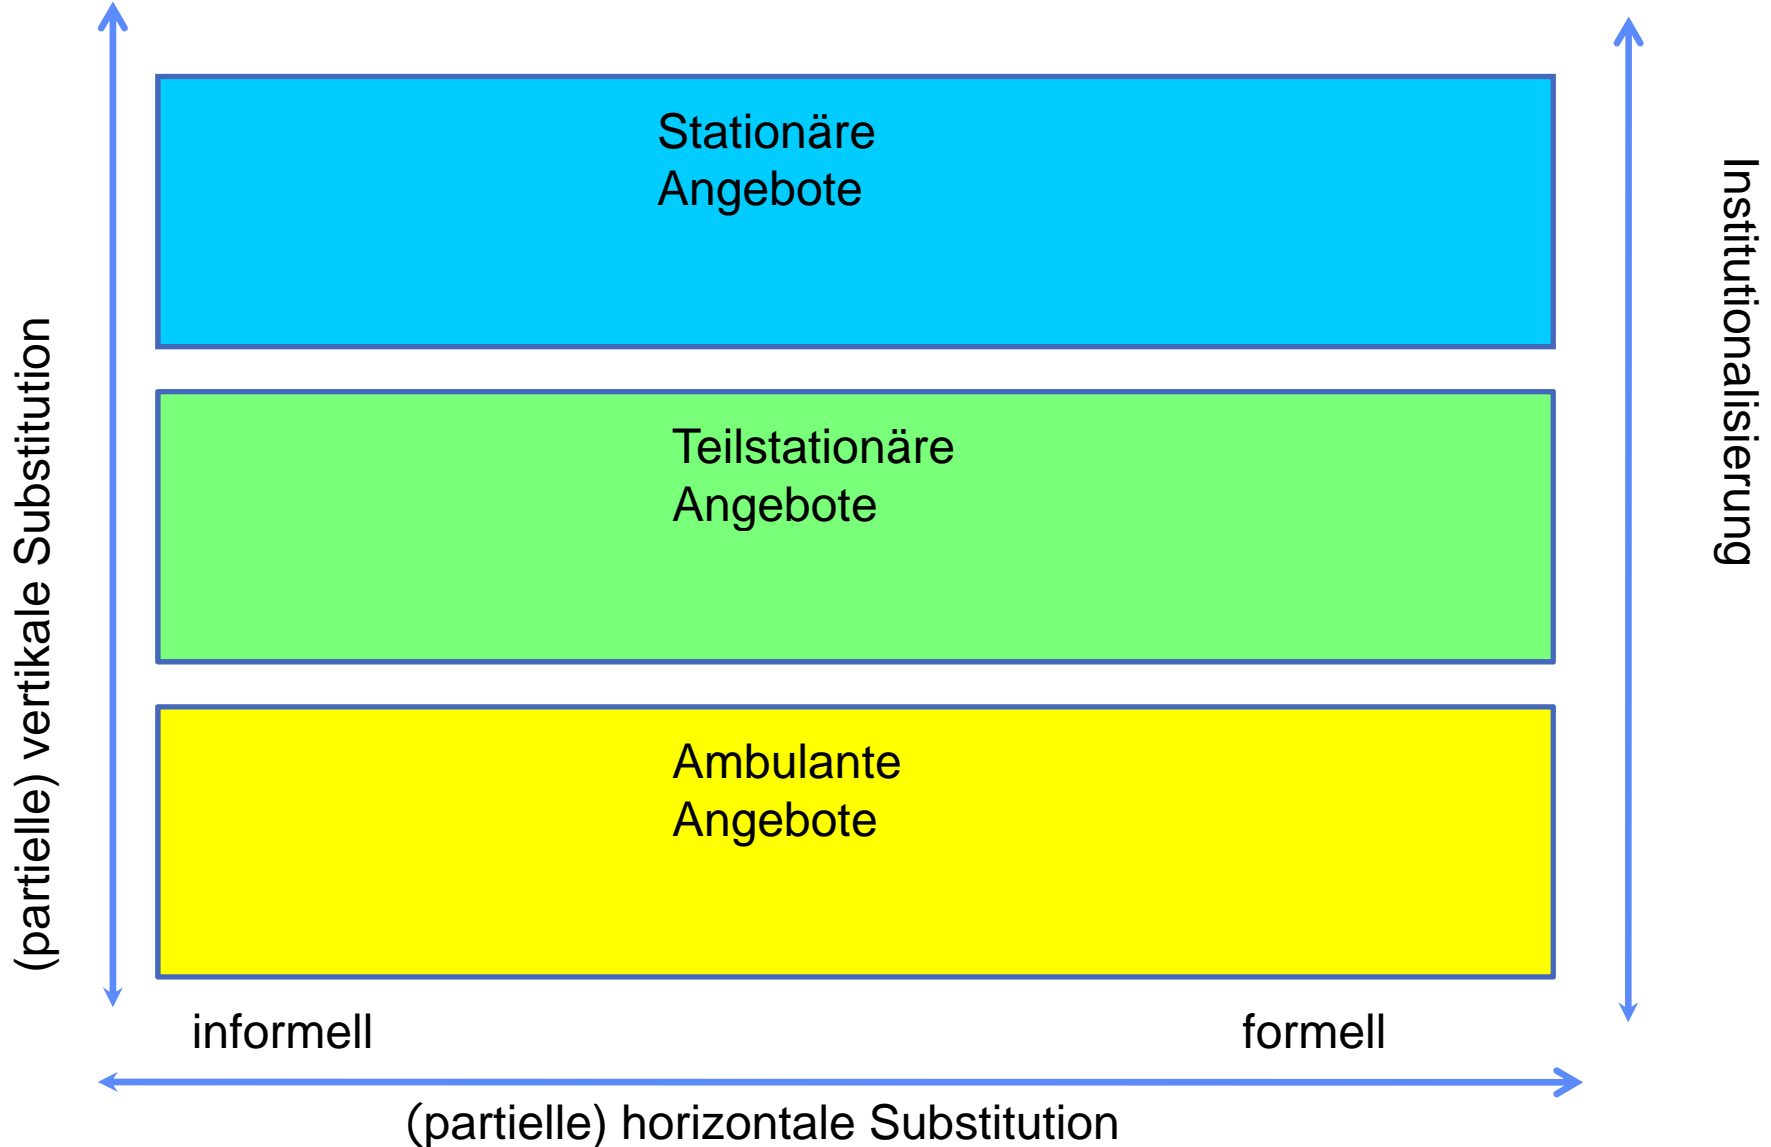 Stationäre
Angebote
Teilstationäre
Angebote
Ambulante
Angebote
(partielle) vertikale Substitution
Institutionalisierung
informell
formell
(partielle) horizontale Substitution